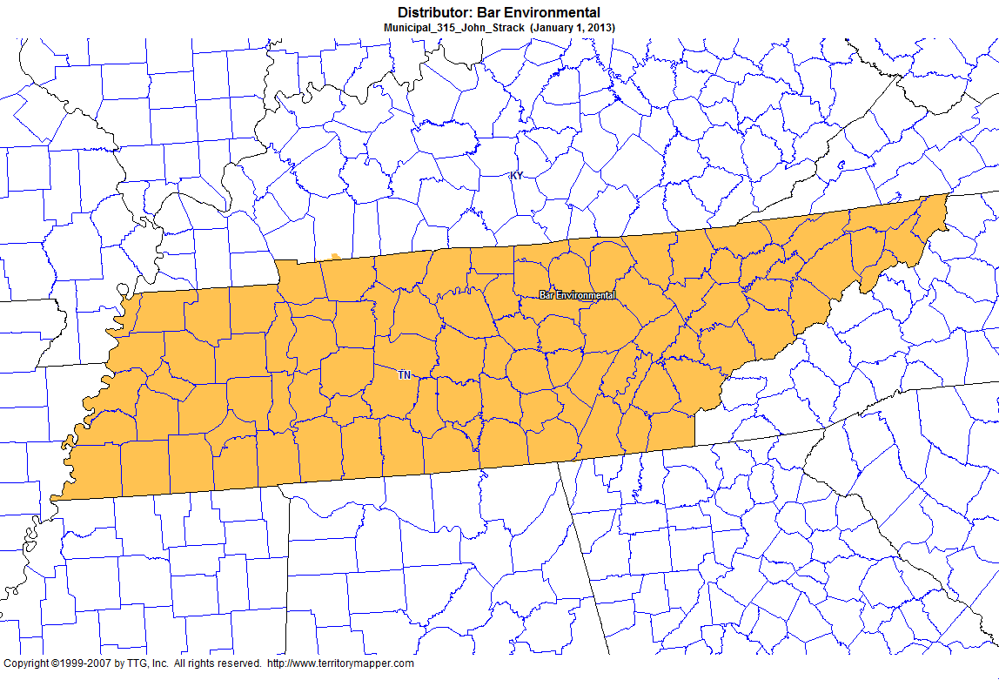 Distributor: Bar Environmental
Municipal_315_John_Strack (January 1, 2013)
KY
Bar Environmental
TN
Copyright ©1999-2007 by TTG, Inc. All rights reserved. http://www.territorymapper.com